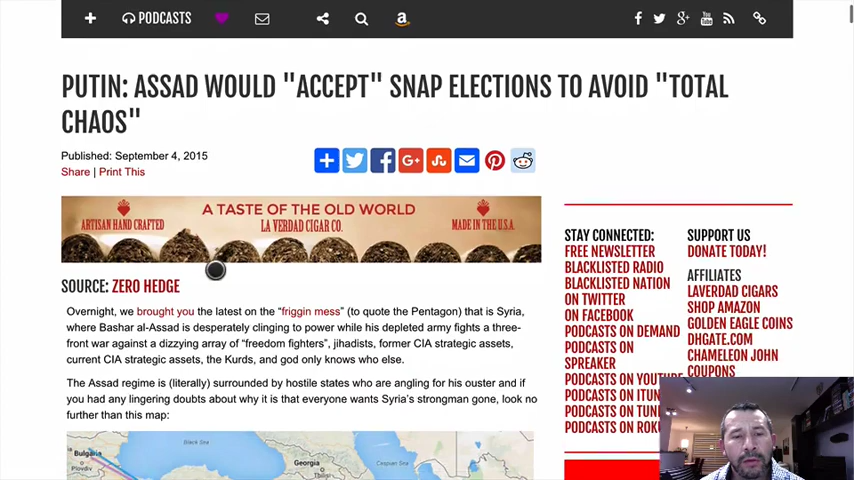 PODCASTS
PUTIN: ASSAD WOULD "ACCEPT" SNAP ELECTIONS TO AVOID "TOTAL
CHAOS"
Published: September 4, 2015
Share | Print This
ARTISAN HAND CRAFTED
A TASTE OF THE OLD WORLD
LA VERDAD CIGAR CO.
MADE IN THE U.S.A.
SOURCE: ZERO HEDGE
Overnight, we brought you the latest on the “friggin mess” (to quote the Pentagon) that is Syria,
where Bashar al-Assad is desperately clinging to power while his depleted army fights a three-
front war against a dizzying array of “freedom fighters”, jihadists, former CIA strategic assets,
current CIA strategic assets, the Kurds, and god only knows who else.
The Assad regime is (literally) surrounded by hostile states who are angling for his ouster and if
you had any lingering doubts about why it is that everyone wants Syria’s strongman gone, look no
further than this map:
Bulgaria
Plovdiv
Black Sea
Georgia
Tbilisi
Caspian Sea
STAY CONNECTED:
FREE NEWSLETTER
BLACKLISTED RADIO
BLACKLISTED NATION
ON TWITTER
ON FACEBOOK
PODCASTS ON DEMAND
PODCASTS ON
SPREAKER
PODCASTS ON YOUTUBE
PODCASTS ON ITUN
PODCASTS ON TUN
PODCASTS ON ROK
SUPPORT US
DONATE TODAY!
AFFILIATES
LAVERDAD CIGARS
SHOP AMAZON
GOLDEN EAGLE COINS
DHGATE.COM
CHAMELEON JOHN
COUPONS